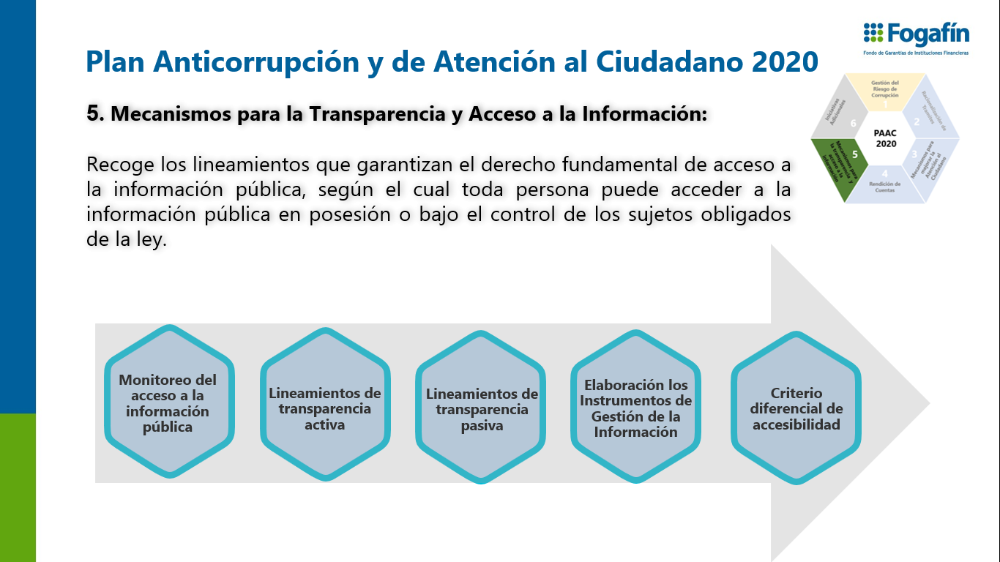 Fogafín
Fondo de Garantías de Instituciones Financieras
Plan Anticorrupción y de Atención al Ciudadano 2020
5. Mecanismos para la Transparencia y Acceso a la Información:
Recoge los lineamientos que garantizan el derecho fundamental de acceso a
la información pública, según el cual toda persona puede acceder a la
información pública en posesión o bajo el control de los sujetos obligados
de la ley.
Gestión del
Riesgo de
Corrupción
1
Racionalización de
Tramites
2
Mecanismos para
mejorar la
Atención al
Ciudadano
3
4
Rendición de
Cuentas
Mecanismos para
la transparencia y
acceso a la
información
5
Iniciativas
Adicionales
6
PAAC
2020
Monitoreo del
acceso a la
información
pública
Lineamientos de
transparencia
activa
Lineamientos de
transparencia
pasiva
Elaboración los
Instrumentos de
Gestión de la
Información
Criterio
diferencial de
accesibilidad